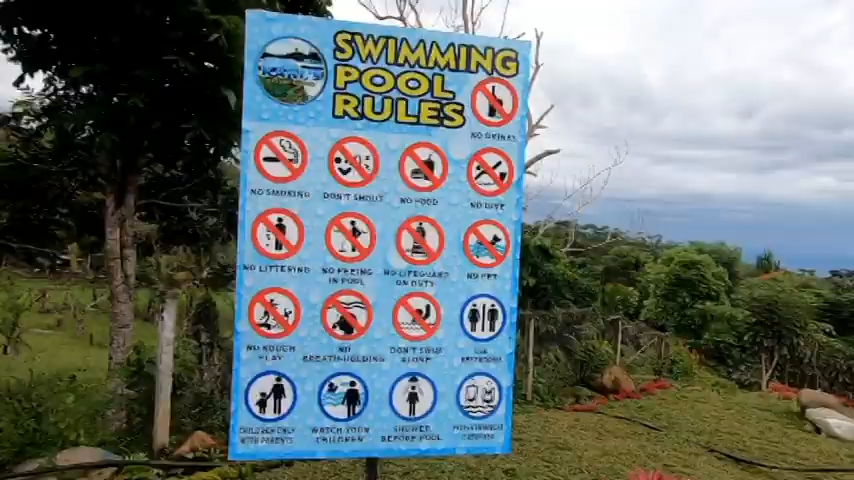 SWIMMING
POOL
RULES
NO DRINKS
NO SMOKING
DON'T SHOUT
NO FOOD
NO DIVE
NO LITTERING
NO PEEING
IN POOL
NO LIFEGUARD
ON DUTY
NO PET
NO ROUGH
PLAY
NO
BREATH-HOLDING
DON'T SWIM
ALONE
USE
RESTROOM
CHILDREN ONLY
WITH PARENTS
WATCH YOUR
CHILDREN
SHOWER
BEFORE POOL